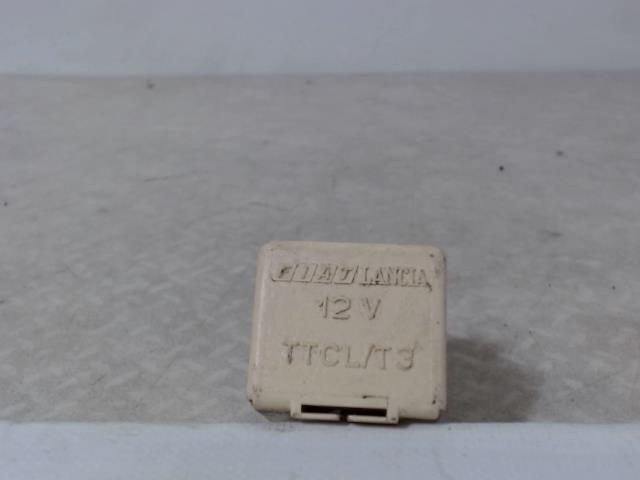 FIAT LANCIA
12 V
TTCL/T3